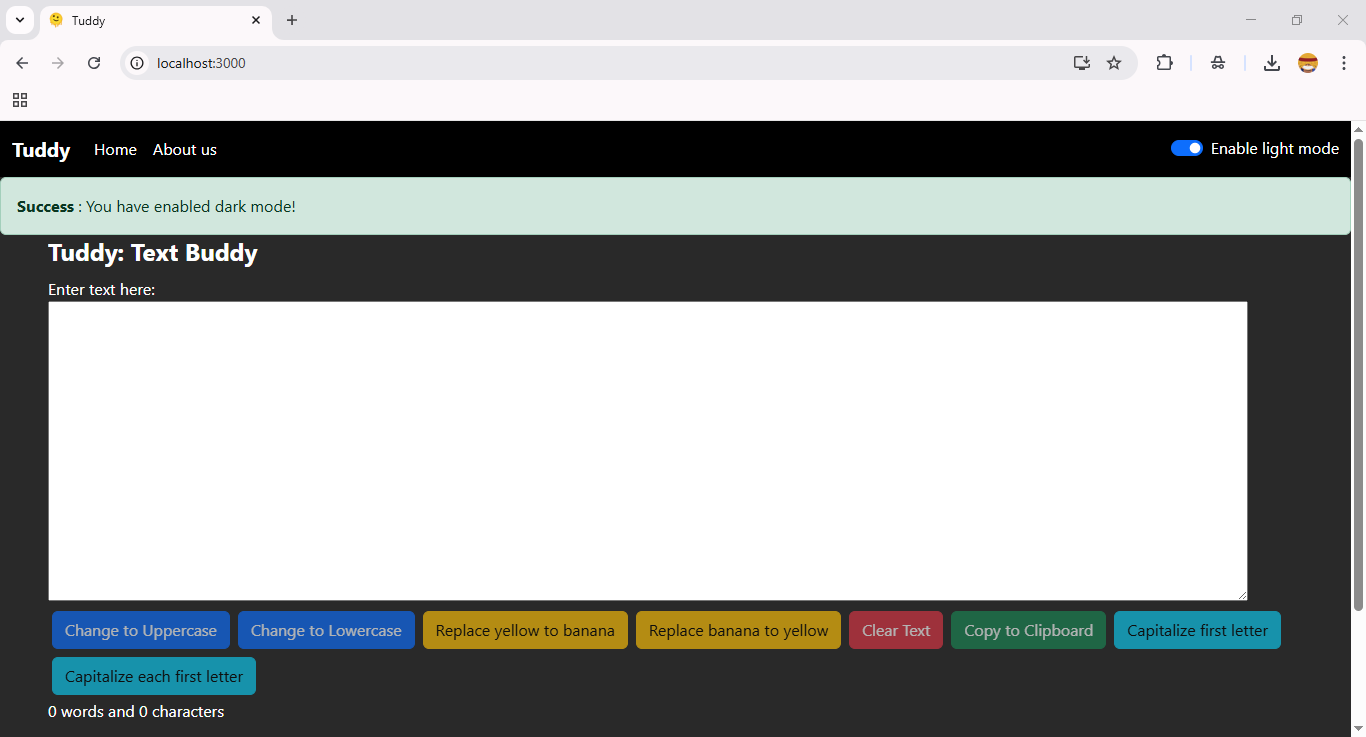 Tuddy
localhost:3000
Tuddy Home About us Enable light mode
Success : You have enabled dark mode!
Tuddy: Text Buddy
Enter text here:
Change to Uppercase Change to Lowercase Replace yellow to banana Replace banana to yellow Clear Text Copy to Clipboard Capitalize first letter
Capitalize each first letter
0 words and 0 characters